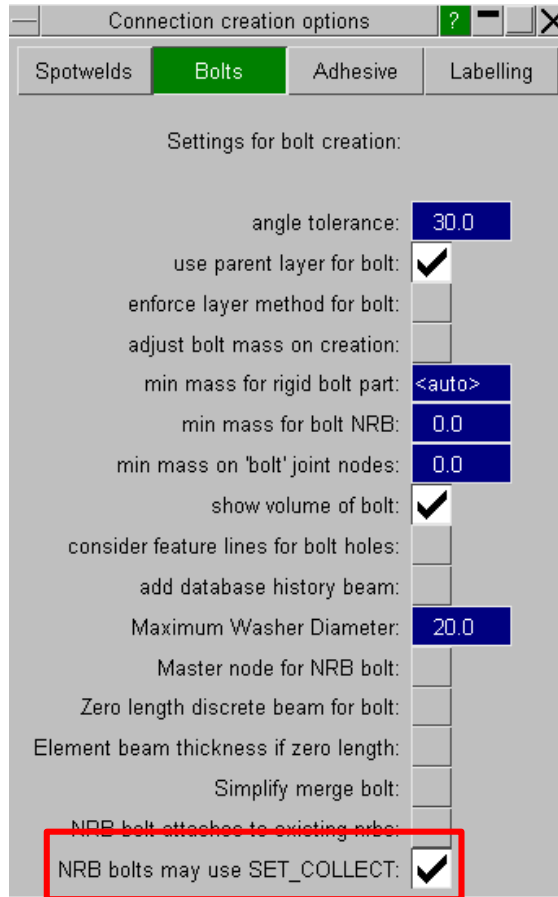 Connection creation options
?
Spotwelds Bolts Adhesive Labelling
Settings for bolt creation:
angle tolerance: 30.0
use parent layer for bolt:
enforce layer method for bolt:
adjust bolt mass on creation:
min mass for rigid bolt part: <auto>
min mass for bolt NRB: 0.0
min mass on 'bolt' joint nodes: 0.0
show volume of bolt:
consider feature lines for bolt holes:
add database history beam:
Maximum Washer Diameter: 20.0
Master node for NRB bolt:
Zero length discrete beam for bolt:
Element beam thickness if zero length:
Simplify merge bolt:
NRB bolt attaches to existing nrbs:
NRB bolts may use SET_COLLECT: